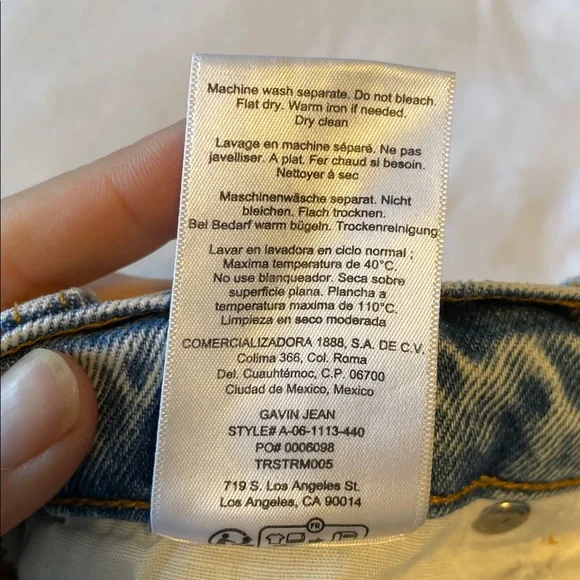 Machine wash separate. Do not bleach.
Flat dry. Warm iron if needed.
Dry clean
Lavage en machine séparé. Ne pas
javelliser. A plat. Fer chaud si besoin.
Nettoyer à sec
Maschinenwäsche separat. Nicht
bleichen. Flach trocknen.
Bei Bedarf warm bügeln. Trockenreinigung
Lavar en lavadora en ciclo normal ;
Maxima temperatura de 40°C.
No use blanqueador. Seca sobre
superficie plana. Plancha a
temperatura maxima de 110°C.
Limpieza en seco moderada
COMERCIALIZADORA 1888, S.A. DE C.V.
Colima 366, Col. Roma
Del. Cuauhtémoc, C.P. 06700
Ciudad de Mexico, Mexico
GAVIN JEAN
STYLE# A-06-1113-440
PO# 0006098
TRSTRM005
719 S. Los Angeles St.
Los Angeles, CA 90014
FR